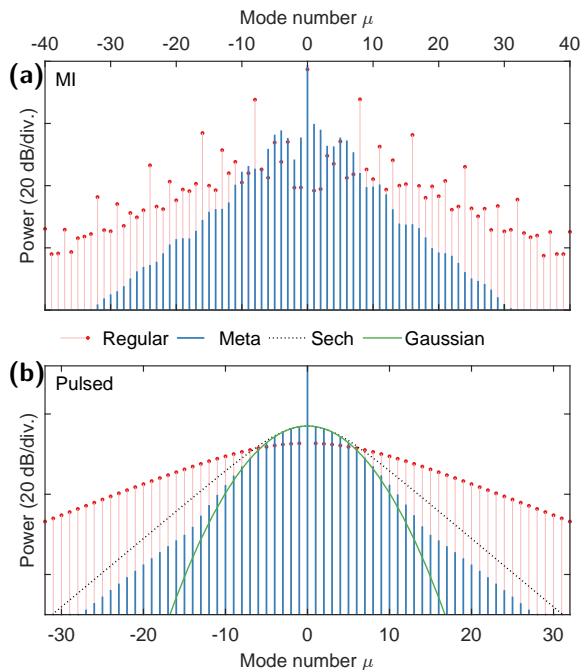 Mode number μ
-40 -30 -20 -10 0 10 20 30 40
(a)
MI
Power (20 dB/div.)
Regular Meta Sech Gaussian
(b)
Pulsed
Power (20 dB/div.)
-30 -20 -10 0 10 20 30
Mode number μ